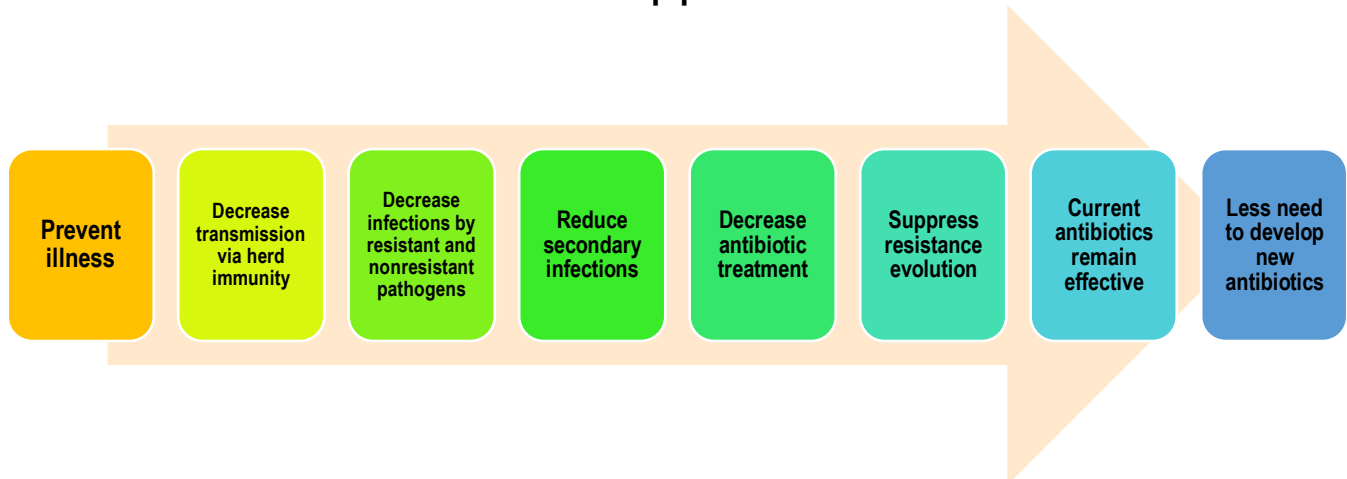 Prevent
illness
Decrease
transmission
via herd
immunity
Decrease
infections by
resistant and
nonresistant
pathogens
Reduce
secondary
infections
Decrease
antibiotic
treatment
Suppress
resistance
evolution
Current
antibiotics
remain
effective
Less need
to develop
new
antibiotics